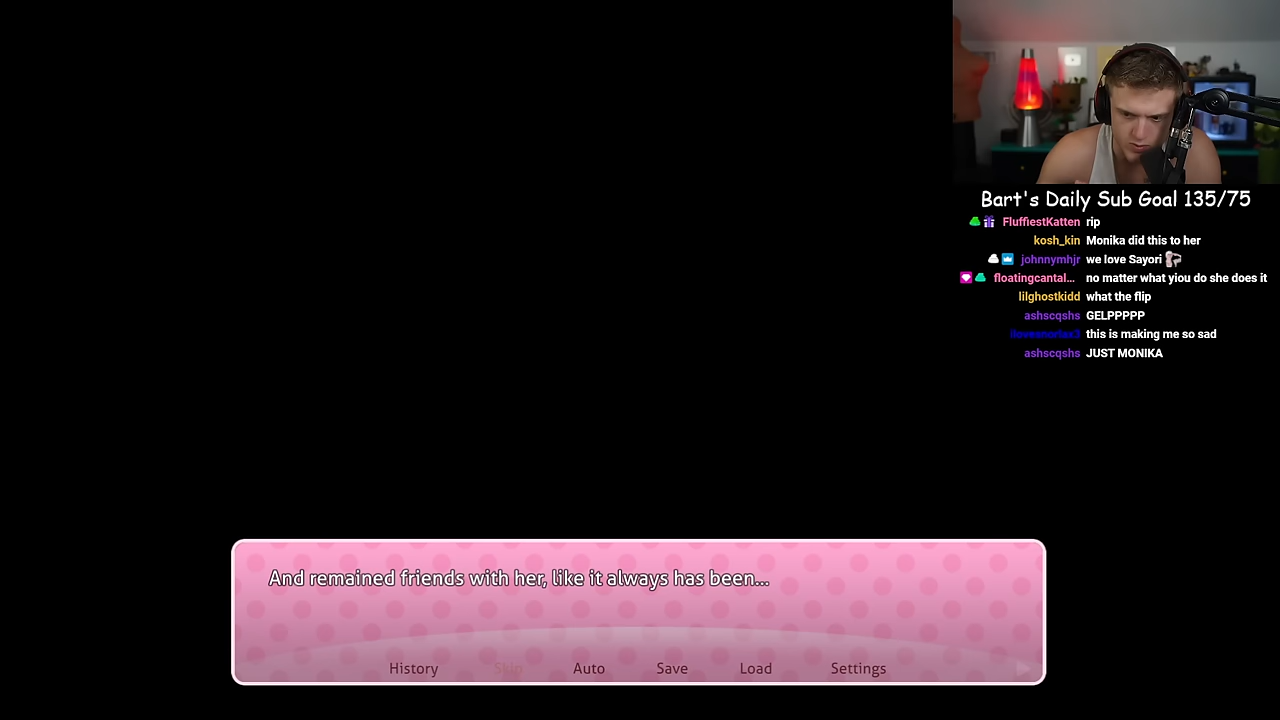 Bart's Daily Sub Goal 135/75
FluffiestKatten rip
kosh_kin Monika did this to her
johnnymhjr we love Sayori
floatingcantal... no matter what yiou do she does it
lilghostkidd what the flip
ashscqshs GELPPPPP
this is making me so sad
ashscqshs JUST MONIKA
And remained friends with her, like it always has been...
History Skip Auto Save Load Settings